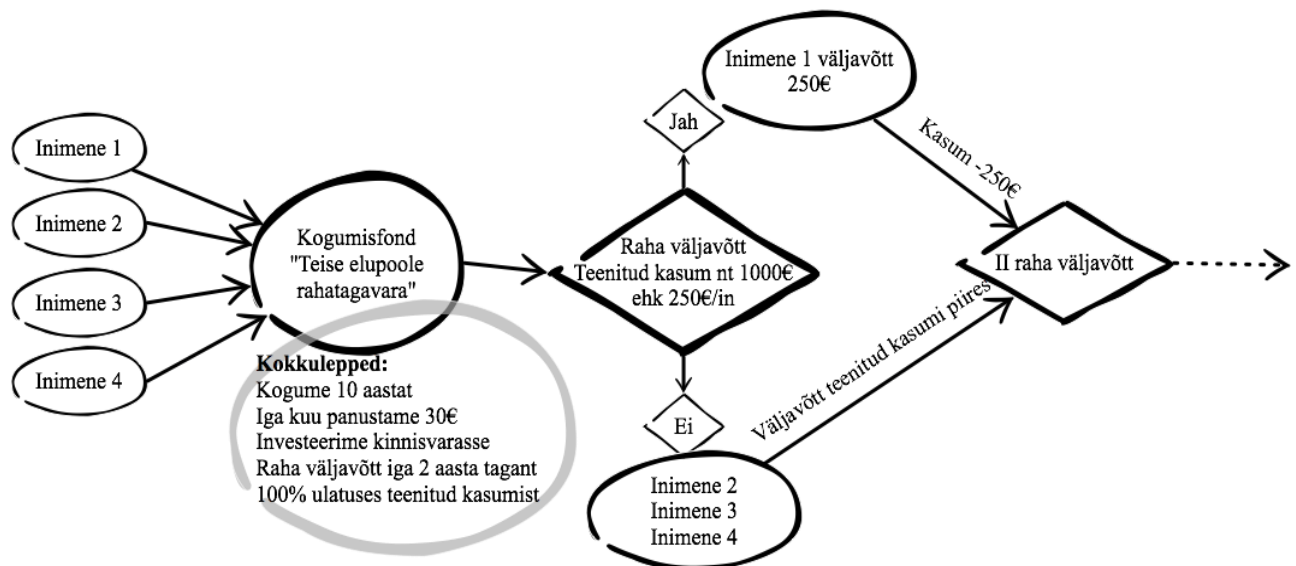 Inimene 1
Inimene 2
Inimene 3
Inimene 4
Kogumisfond
"Teise elupoole
rahatagavara"
Kokkulepped:
Kogume 10 aastat
Iga kuu panustame 30€
Investeerime kinnisvarasse
Raha väljavõtt iga 2 aasta tagant
100% ulatuses teenitud kasumist
Raha väljavõtt
Teenitud kasum nt 1000€
ehk 250€/in
Jah
Inimene 1 väljavõtt
250€
Kasum -250€
Ei
Inimene 2
Inimene 3
Inimene 4
Väljavõtt teenitud kasumi piires
II raha väljavõtt